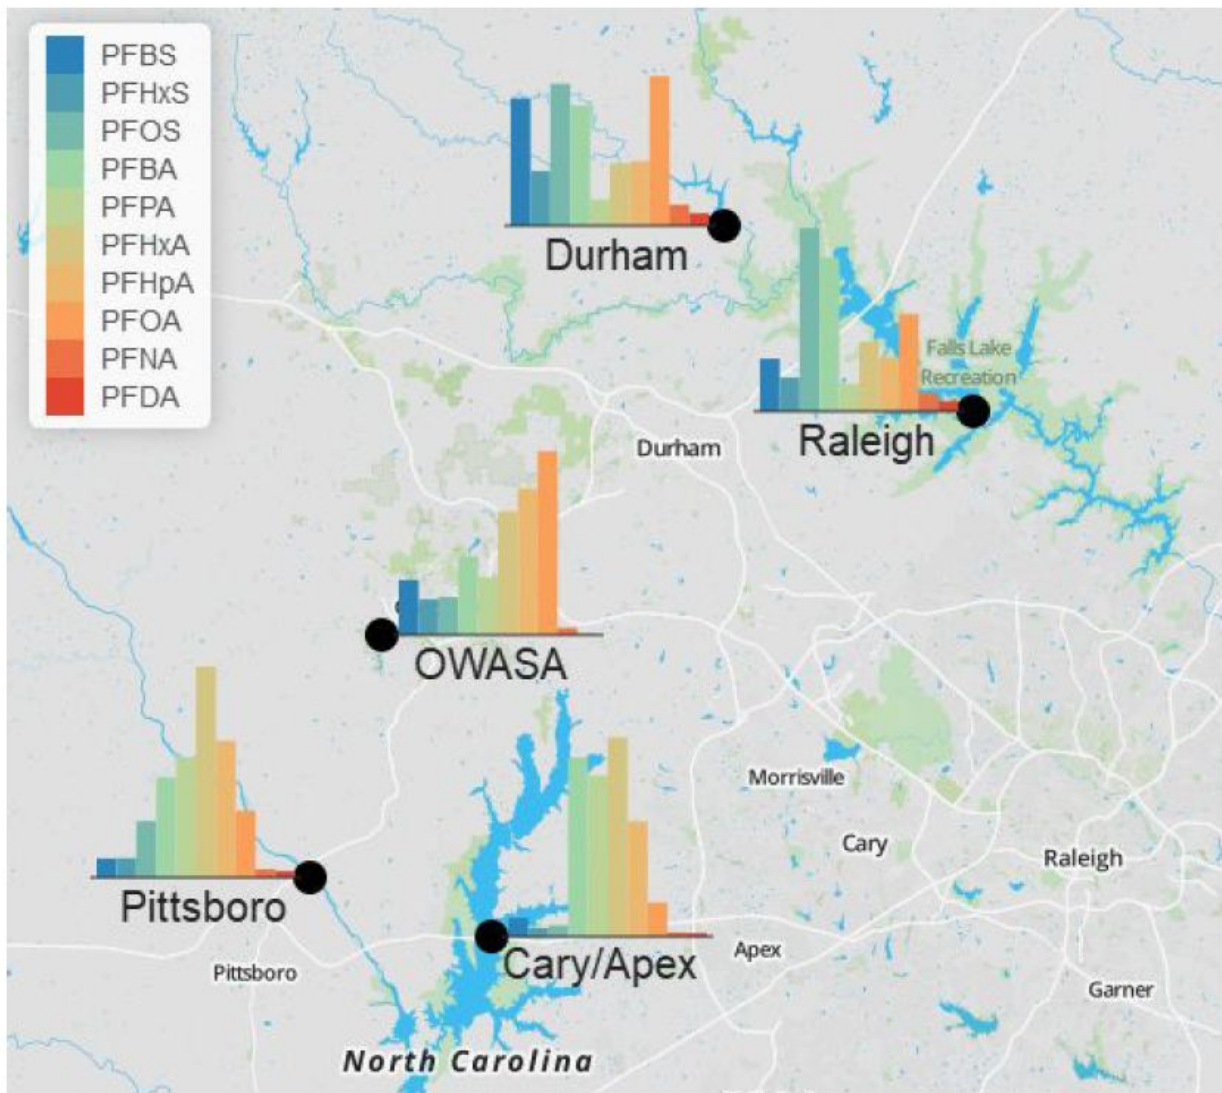 PFBS
PFHxS
PFOS
PFBA
PFPA
PFHxA
PFHpA
PFOA
PFNA
PFDA
Durham
Falls Lake
Recreation
Raleigh
Durham
OWASA
Morrisville
Cary
Raleigh
Pittsboro
Cary/Apex
Apex
Pittsboro
Garner
North Carolina